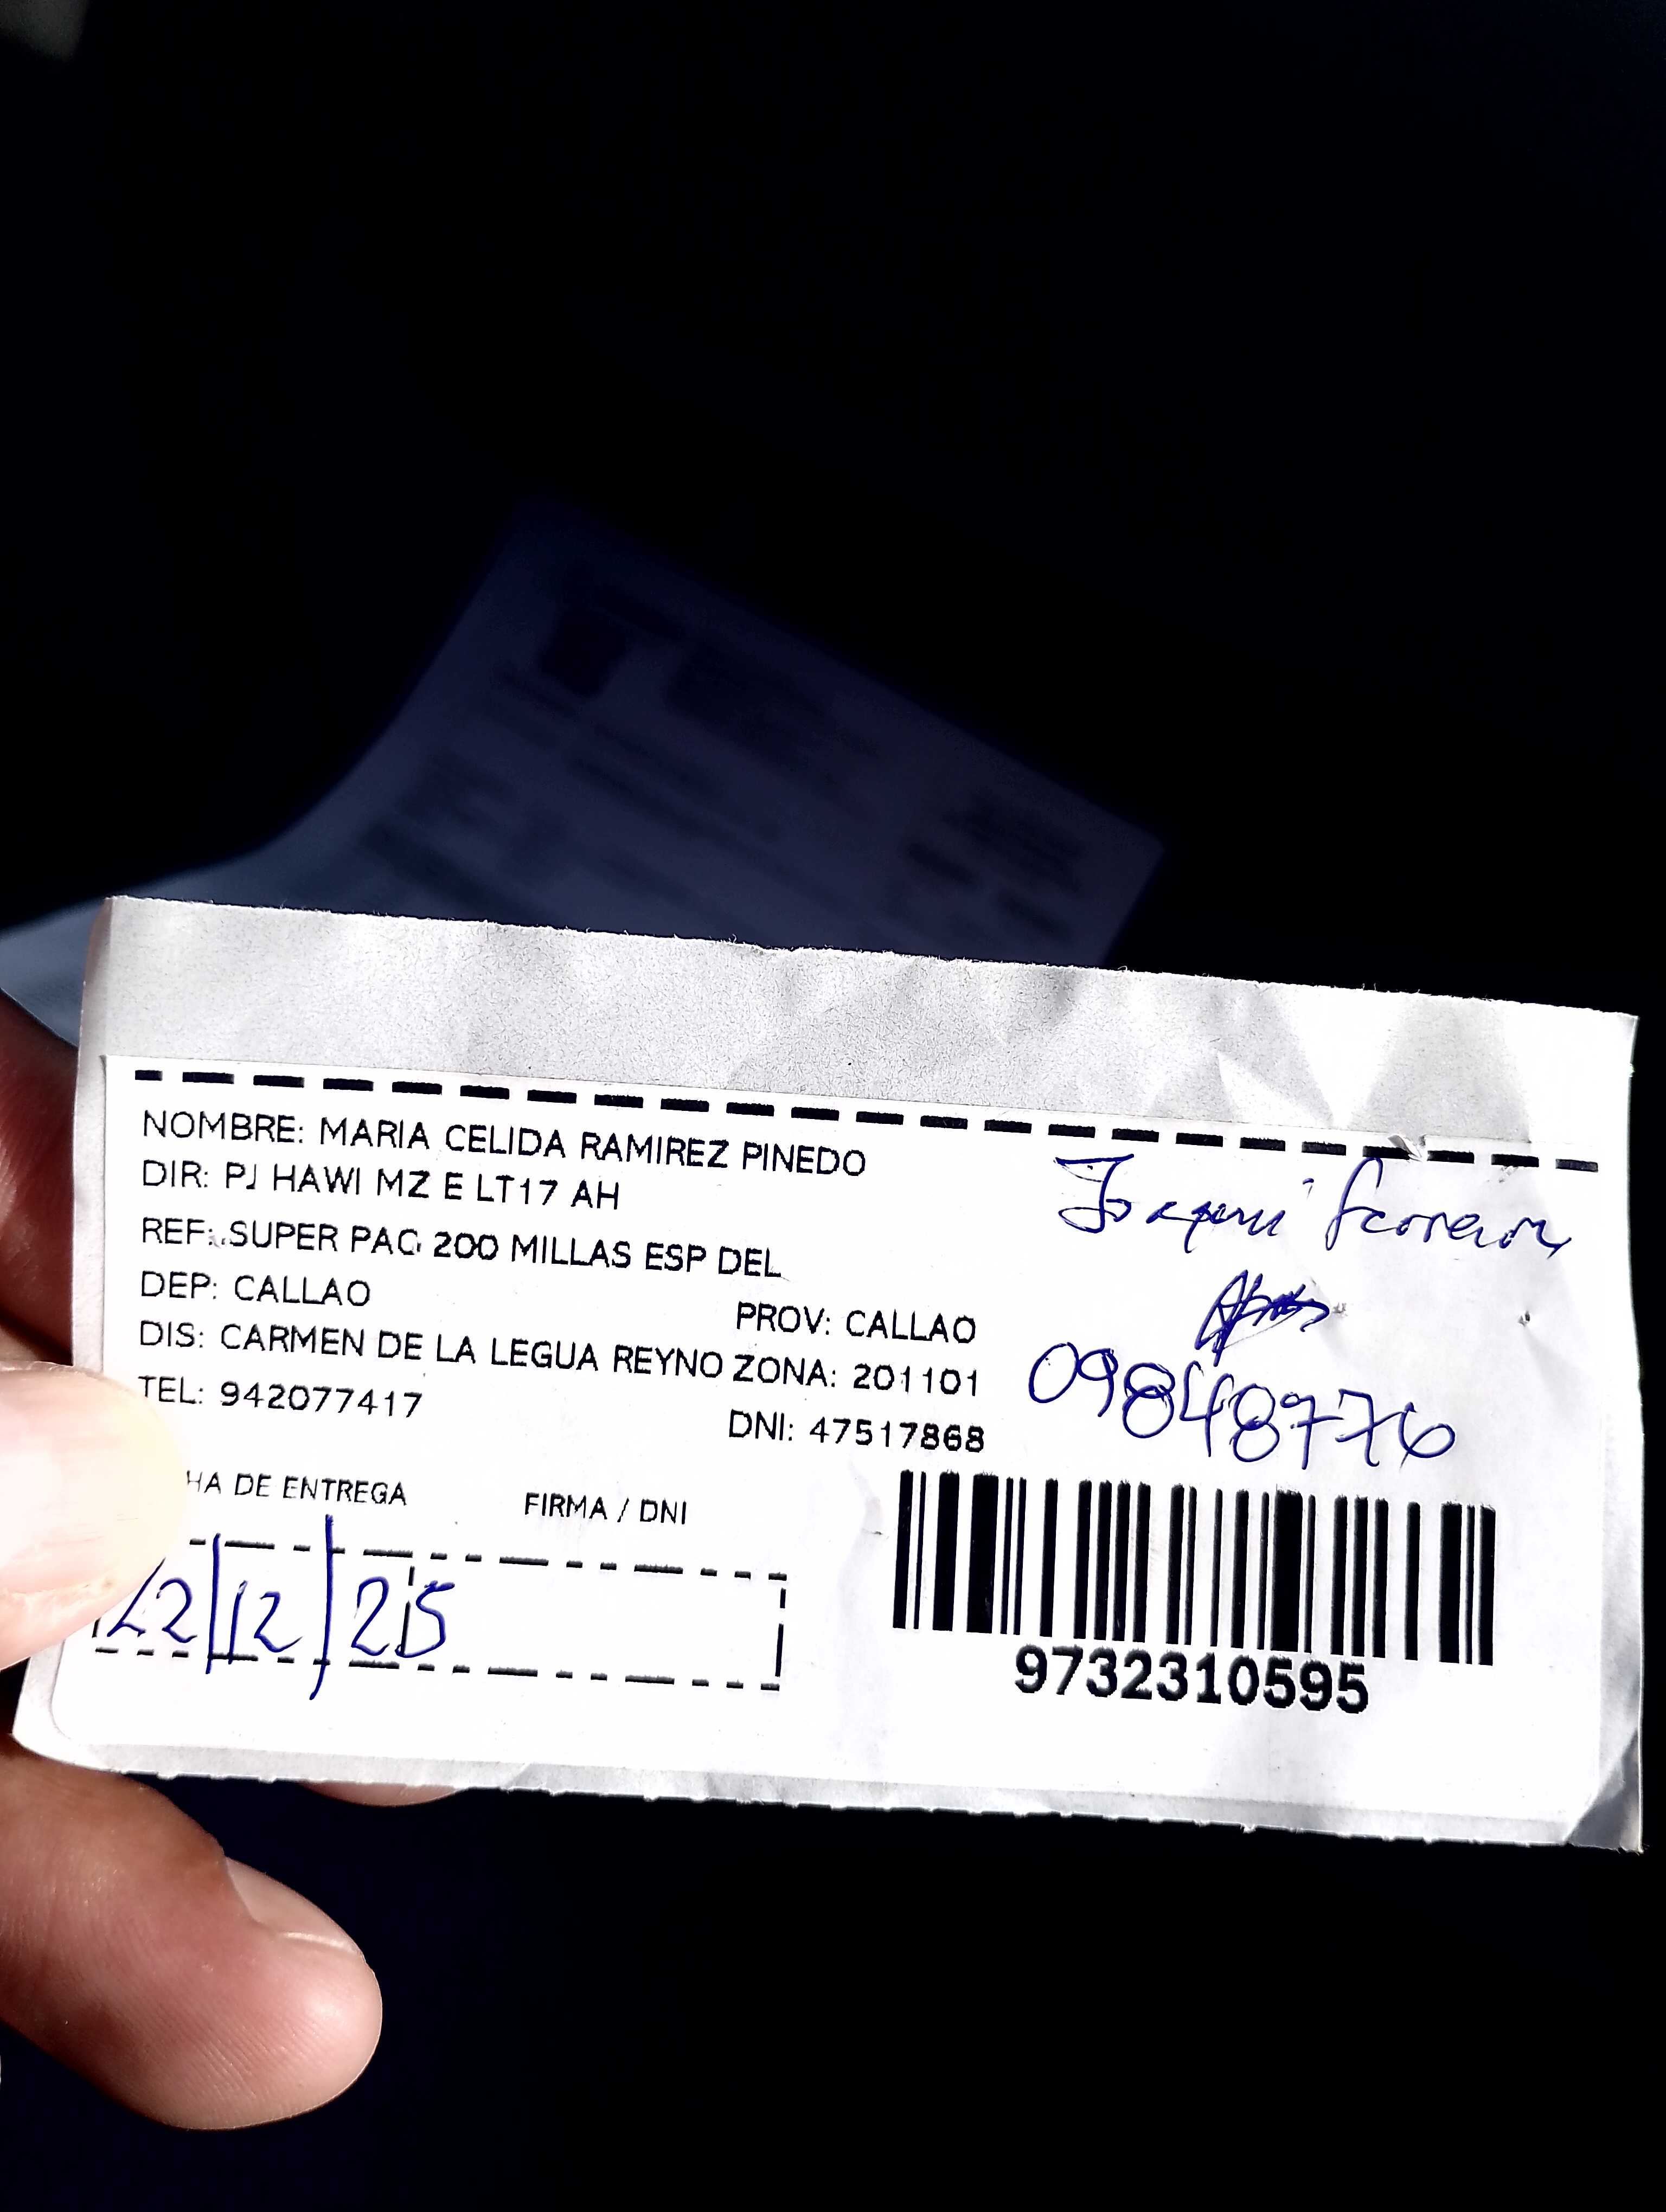 NOMBRE: MARIA CELIDA RAMIREZ PINEDO
DIR: PJ HAWI MZ E LT17 AH
REF: SUPER PAC 200 MILLAS ESP DEL
DEP: CALLAO PROV: CALLAO
DIS: CARMEN DE LA LEGUA REYNO ZONA: 201101
TEL: 942077417 DNI: 47517868
HA DE ENTREGA FIRMA / DNI
22/12/25
Joaquin
09848776
9732310595